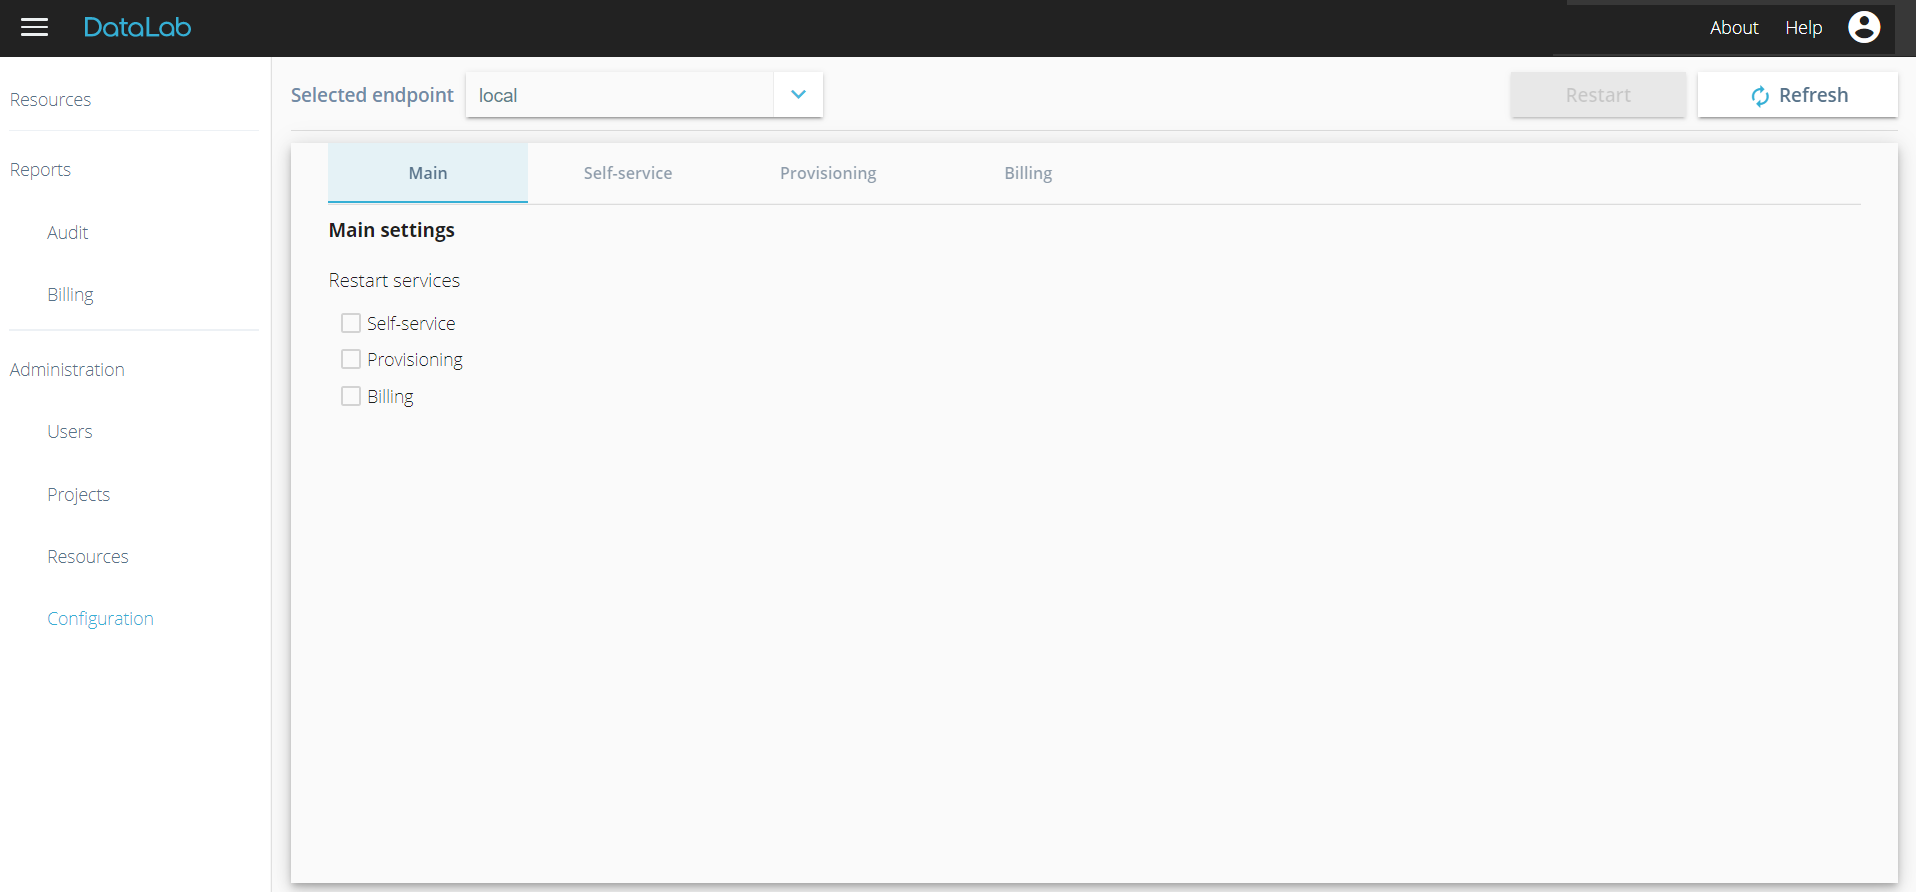 DataLab
About Help
Resources
Reports
Audit
Billing
Administration
Users
Projects
Resources
Configuration
Selected endpoint local
Restart Refresh
Main Self-service Provisioning Billing
Main settings
Restart services
Self-service
Provisioning
Billing